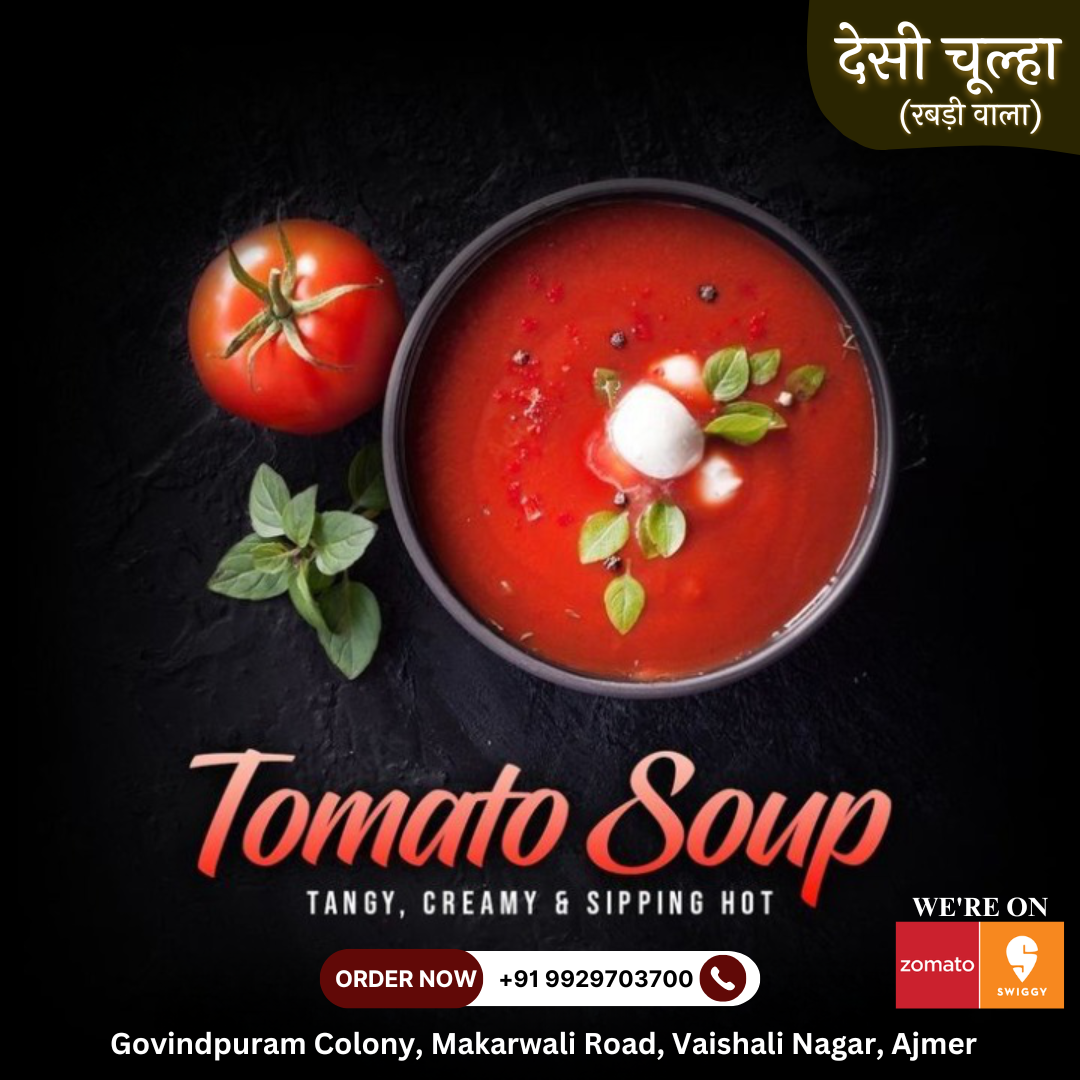 देसी चूल्हा
(रबड़ी वाला)
Tomato Soup
TANGY, CREAMY & SIPPING HOT
WE'RE ON
zomato
SWIGGY
ORDER NOW +91 9929703700
Govindpuram Colony, Makarwali Road, Vaishali Nagar, Ajmer